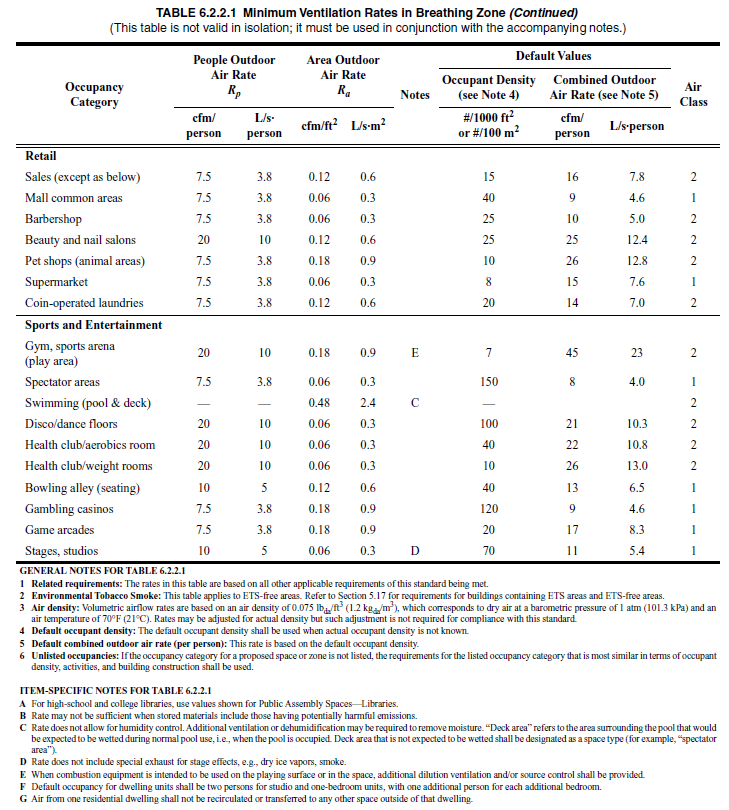 TABLE 6.2.2.1 Minimum Ventilation Rates in Breathing Zone (Continued)
(This table is not valid in isolation; it must be used in conjunction with the accompanying notes.)
Occupancy Category
People Outdoor Air Rate Rp
Area Outdoor Air Rate Ra
Notes
Default Values
Occupant Density (see Note 4)
Combined Outdoor Air Rate (see Note 5)
Air Class
cfm/person L/s·person cfm/ft² L/s·m² #/1000 ft² or #/100 m² cfm/person L/s·person
Retail
Sales (except as below) 7.5 3.8 0.12 0.6 15 16 7.8 2
Mall common areas 7.5 3.8 0.06 0.3 40 9 4.6 1
Barbershop 7.5 3.8 0.06 0.3 25 10 5.0 2
Beauty and nail salons 20 10 0.12 0.6 25 25 12.4 2
Pet shops (animal areas) 7.5 3.8 0.18 0.9 10 26 12.8 2
Supermarket 7.5 3.8 0.06 0.3 8 15 7.6 1
Coin-operated laundries 7.5 3.8 0.12 0.6 20 14 7.0 2
Sports and Entertainment
Gym, sports arena (play area) 20 10 0.18 0.9 E 7 45 23 2
Spectator areas 7.5 3.8 0.06 0.3 150 8 4.0 1
Swimming (pool & deck) — — 0.48 2.4 C — 2
Disco/dance floors 20 10 0.06 0.3 100 21 10.3 2
Health club/aerobics room 20 10 0.06 0.3 40 22 10.8 2
Health club/weight rooms 20 10 0.06 0.3 10 26 13.0 2
Bowling alley (seating) 10 5 0.12 0.6 40 13 6.5 1
Gambling casinos 7.5 3.8 0.18 0.9 120 9 4.6 1
Game arcades 7.5 3.8 0.18 0.9 20 17 8.3 1
Stages, studios 10 5 0.06 0.3 D 70 11 5.4 1
GENERAL NOTES FOR TABLE 6.2.2.1
1 Related requirements: The rates in this table are based on all other applicable requirements of this standard being met.
2 Environmental Tobacco Smoke: This table applies to ETS-free areas. Refer to Section 5.17 for requirements for buildings containing ETS areas and ETS-free areas.
3 Air density: Volumetric airflow rates are based on an air density of 0.075 lbda/ft³ (1.2 kgda/m³), which corresponds to dry air at a barometric pressure of 1 atm (101.3 kPa) and an
air temperature of 70°F (21°C). Rates may be adjusted for actual density but such adjustment is not required for compliance with this standard.
4 Default occupant density: The default occupant density shall be used when actual occupant density is not known.
5 Default combined outdoor air rate (per person): This rate is based on the default occupant density.
6 Unlisted occupancies: If the occupancy category for a proposed space or zone is not listed, the requirements for the listed occupancy category that is most similar in terms of occupant
density, activities, and building construction shall be used.
ITEM-SPECIFIC NOTES FOR TABLE 6.2.2.1
A For high-school and college libraries, use values shown for Public Assembly Spaces—Libraries.
B Rate may not be sufficient when stored materials include those having potentially harmful emissions.
C Rate does not allow for humidity control. Additional ventilation or dehumidification may be required to remove moisture. “Deck area” refers to the area surrounding the pool that would
be expected to be wetted during normal pool use, i.e., when the pool is occupied. Deck area that is not expected to be wetted shall be designated as a space type (for example, “spectator
area”).
D Rate does not include special exhaust for stage effects, e.g., dry ice vapors, smoke.
E When combustion equipment is intended to be used on the playing surface or in the space, additional dilution ventilation and/or source control shall be provided.
F Default occupancy for dwelling units shall be two persons for studio and one-bedroom units, with one additional person for each additional bedroom.
G Air from one residential dwelling shall not be recirculated or transferred to any other space outside of that dwelling.